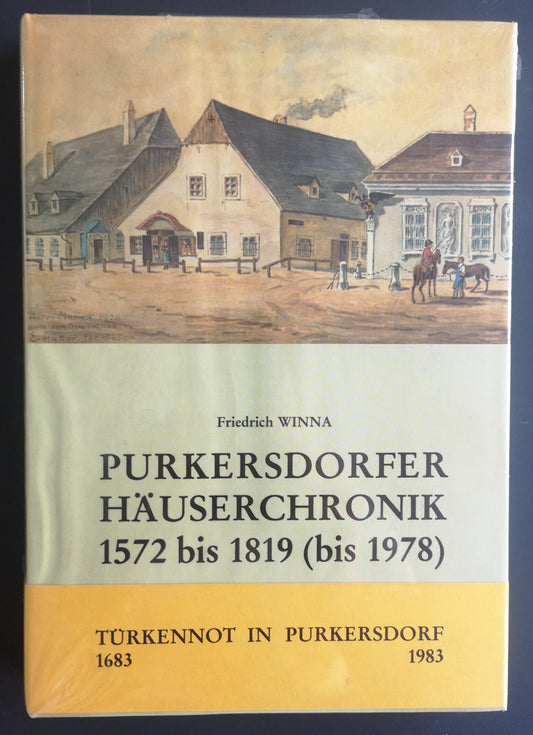 Friedrich WINNA
PURKERSDORFER
HÄUSERCHRONIK
1572 bis 1819 (bis 1978)
TÜRKENNOT IN PURKERSDORF
1683 1983